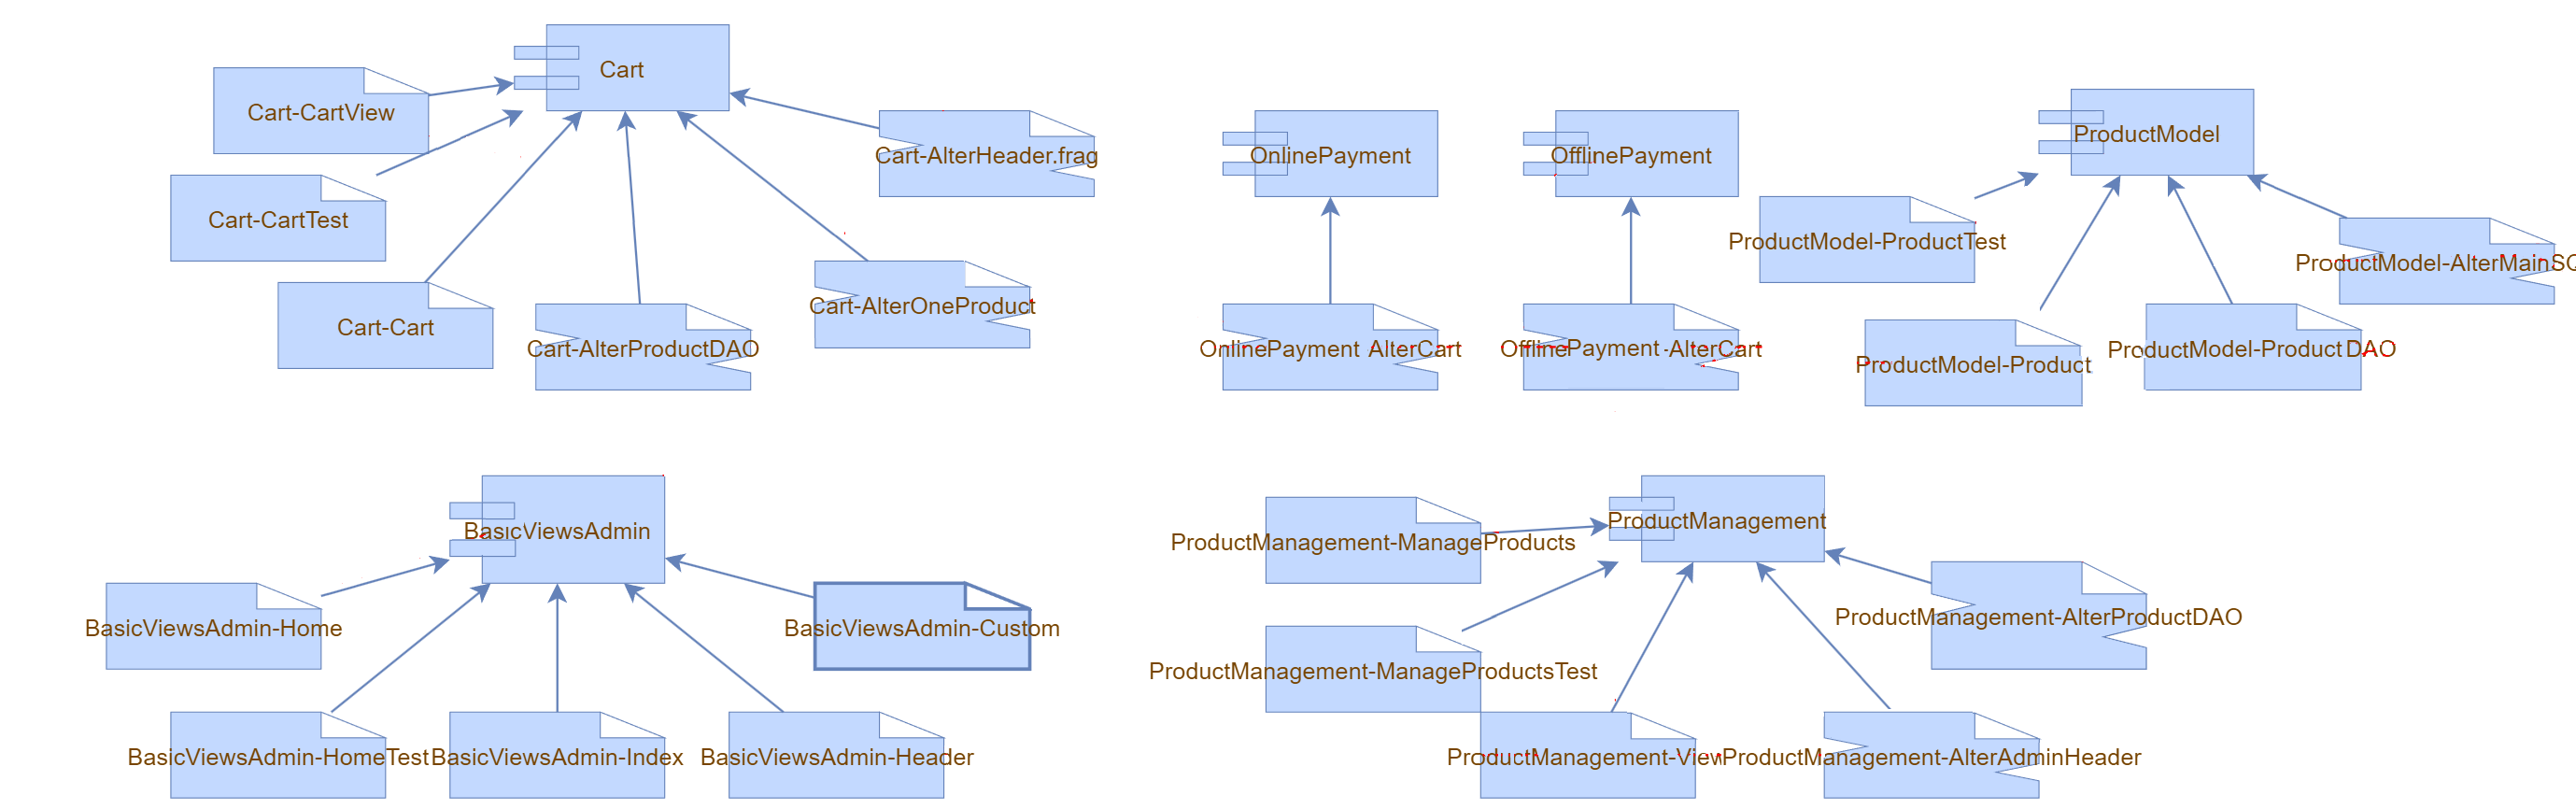 Cart
Cart-CartView
Cart-CartTest
Cart-Cart
Cart-AlterProductDAO
Cart-AlterOneProduct
Cart-AlterHeader.frag
OnlinePayment
OnlinePayment AlterCart
OfflinePayment
OfflinePayment -AlterCart
ProductModel
ProductModel-ProductTest
ProductModel-Product
ProductModel-Product DAO
ProductModel-AlterMain SQ
BasicViewsAdmin
BasicViewsAdmin-Home
BasicViewsAdmin-HomeTest
BasicViewsAdmin-Index
BasicViewsAdmin-Header
BasicViewsAdmin-Custom
ProductManagement
ProductManagement-ManageProducts
ProductManagement-ManageProductsTest
ProductManagement-View
ProductManagement-AlterAdminHeader
ProductManagement-AlterProductDAO